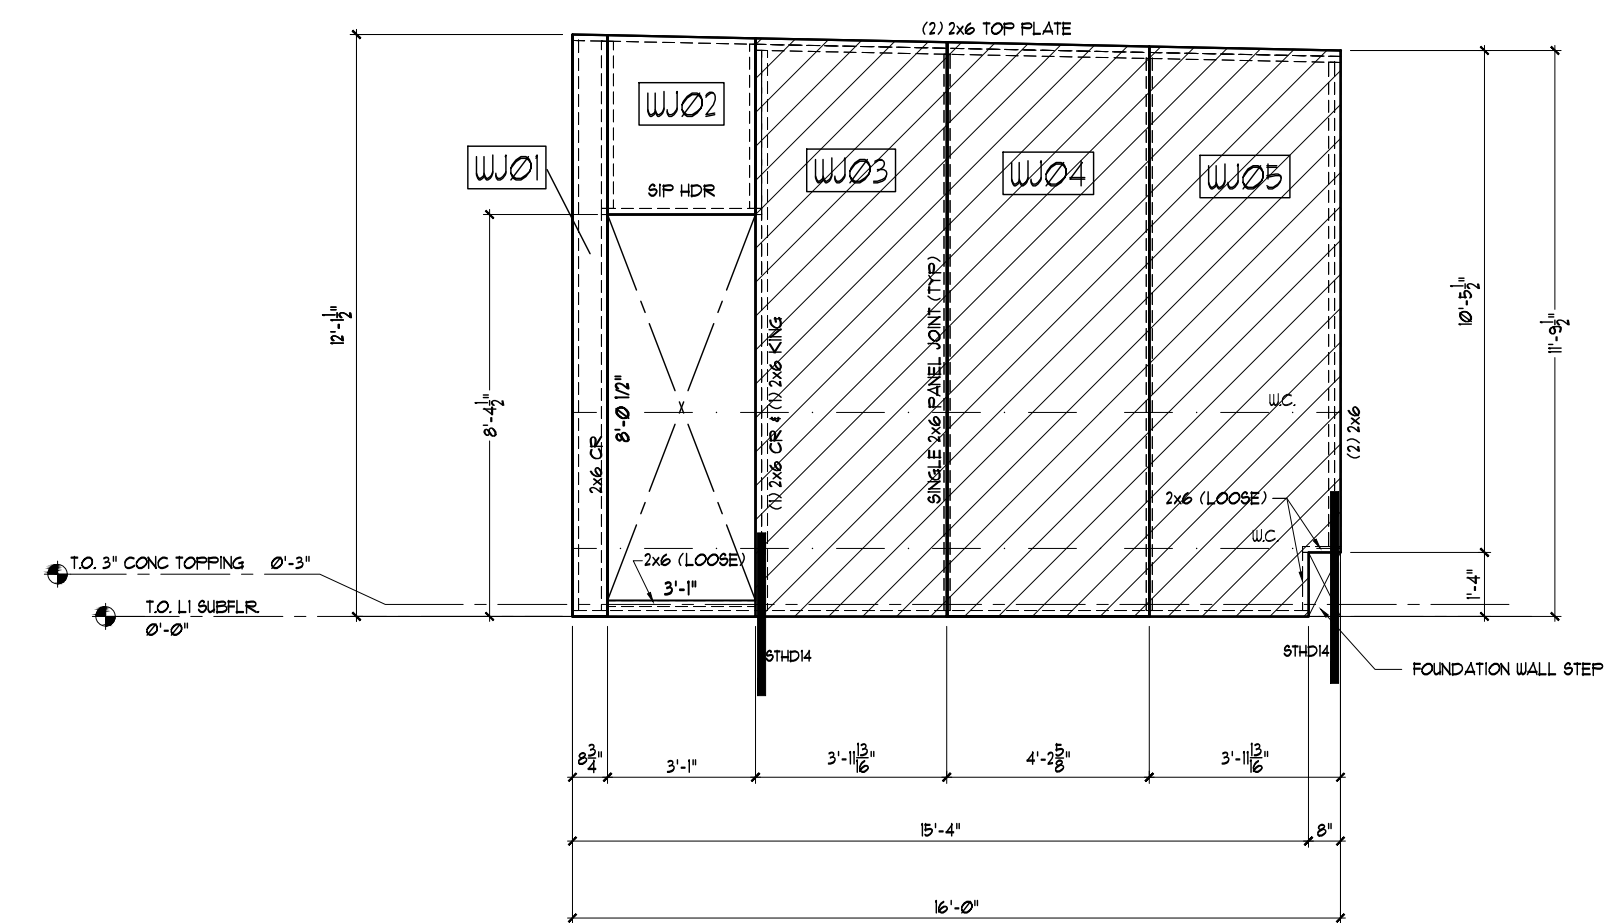 (2) 2x6 TOP PLATE
WJØ1
WJØ2
WJØ3
WJØ4
WJØ5
SIP HDR
12'-1 1/2"
8'-4 1/2"
10'-5 1/2"
11'-9 1/2"
1'-4"
2x6 CR
8'-Ø 1/2"
X
(1) 2x6 CR & (1) 2x6 KING
SINGLE 2x6 PANEL JOINT (TYP)
W.C.
(2) 2x6
2x6 (LOOSE)
W.C.
2x6 (LOOSE)
3'-1"
T.O. 3" CONC TOPPING Ø'-3"
T.O. L1 SUBFLR
Ø'-Ø"
STHD14
STHD14
FOUNDATION WALL STEP
8 3/4"
3'-1"
3'-11 13/16"
4'-2 5/8"
3'-11 13/16"
15'-4"
8"
16'-Ø"